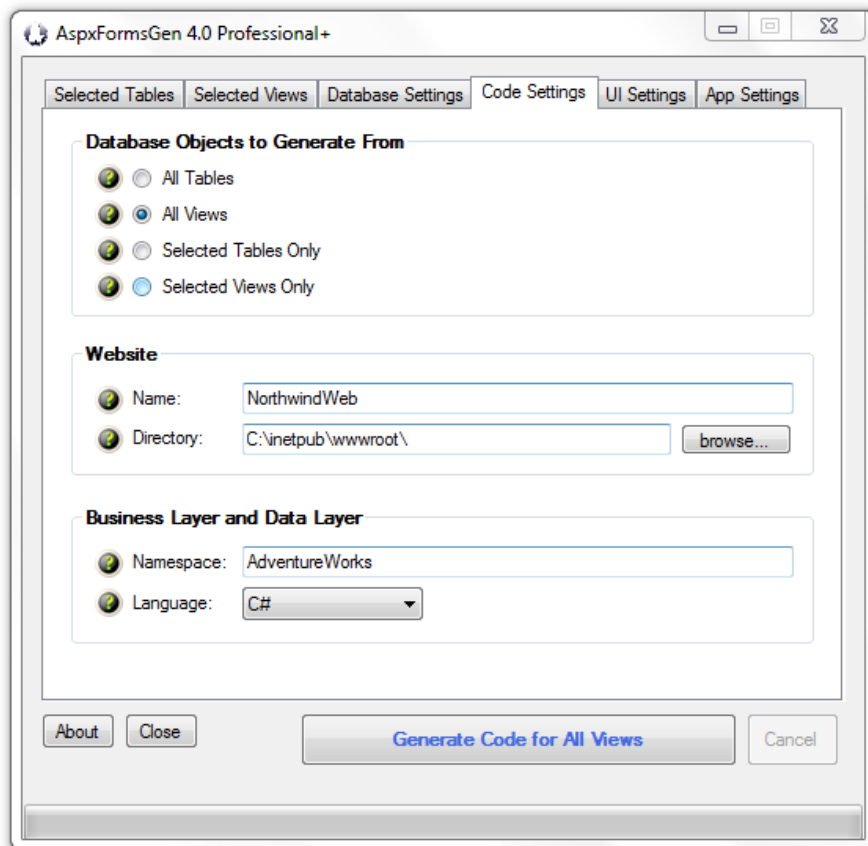 AspxFormsGen 4.0 Professional+
Selected Tables Selected Views Database Settings Code Settings UI Settings App Settings
Database Objects to Generate From
? All Tables
? All Views
? Selected Tables Only
? Selected Views Only
Website
? Name: NorthwindWeb
? Directory: C:\inetpub\wwwroot\ browse...
Business Layer and Data Layer
? Namespace: AdventureWorks
? Language: C#
About Close Generate Code for All Views Cancel